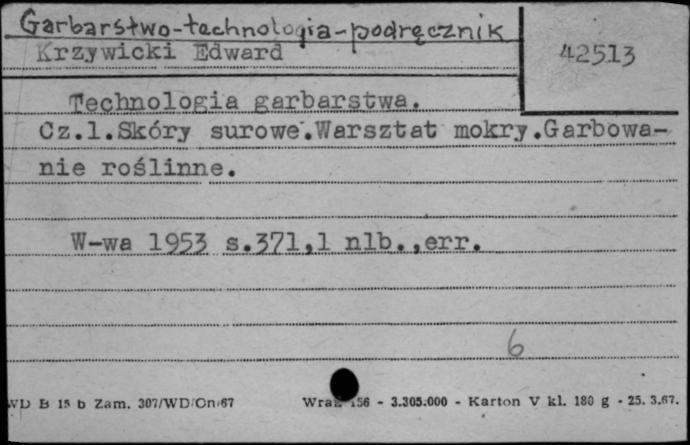 Garbarstwo-technologia-podręcznik
Krzywicki Edward
42513
Technologia garbarstwa.
Cz.1.Skóry surowe.Warsztat mokry.Garbowa-
nie roślinne.
W-wa 1953 s.371,1 nlb.,err.
6
WD B 15 b Zam. 307/WD/On/67
156 - 3.305.000 - Karton V kl. 180 g - 25. 3.67.